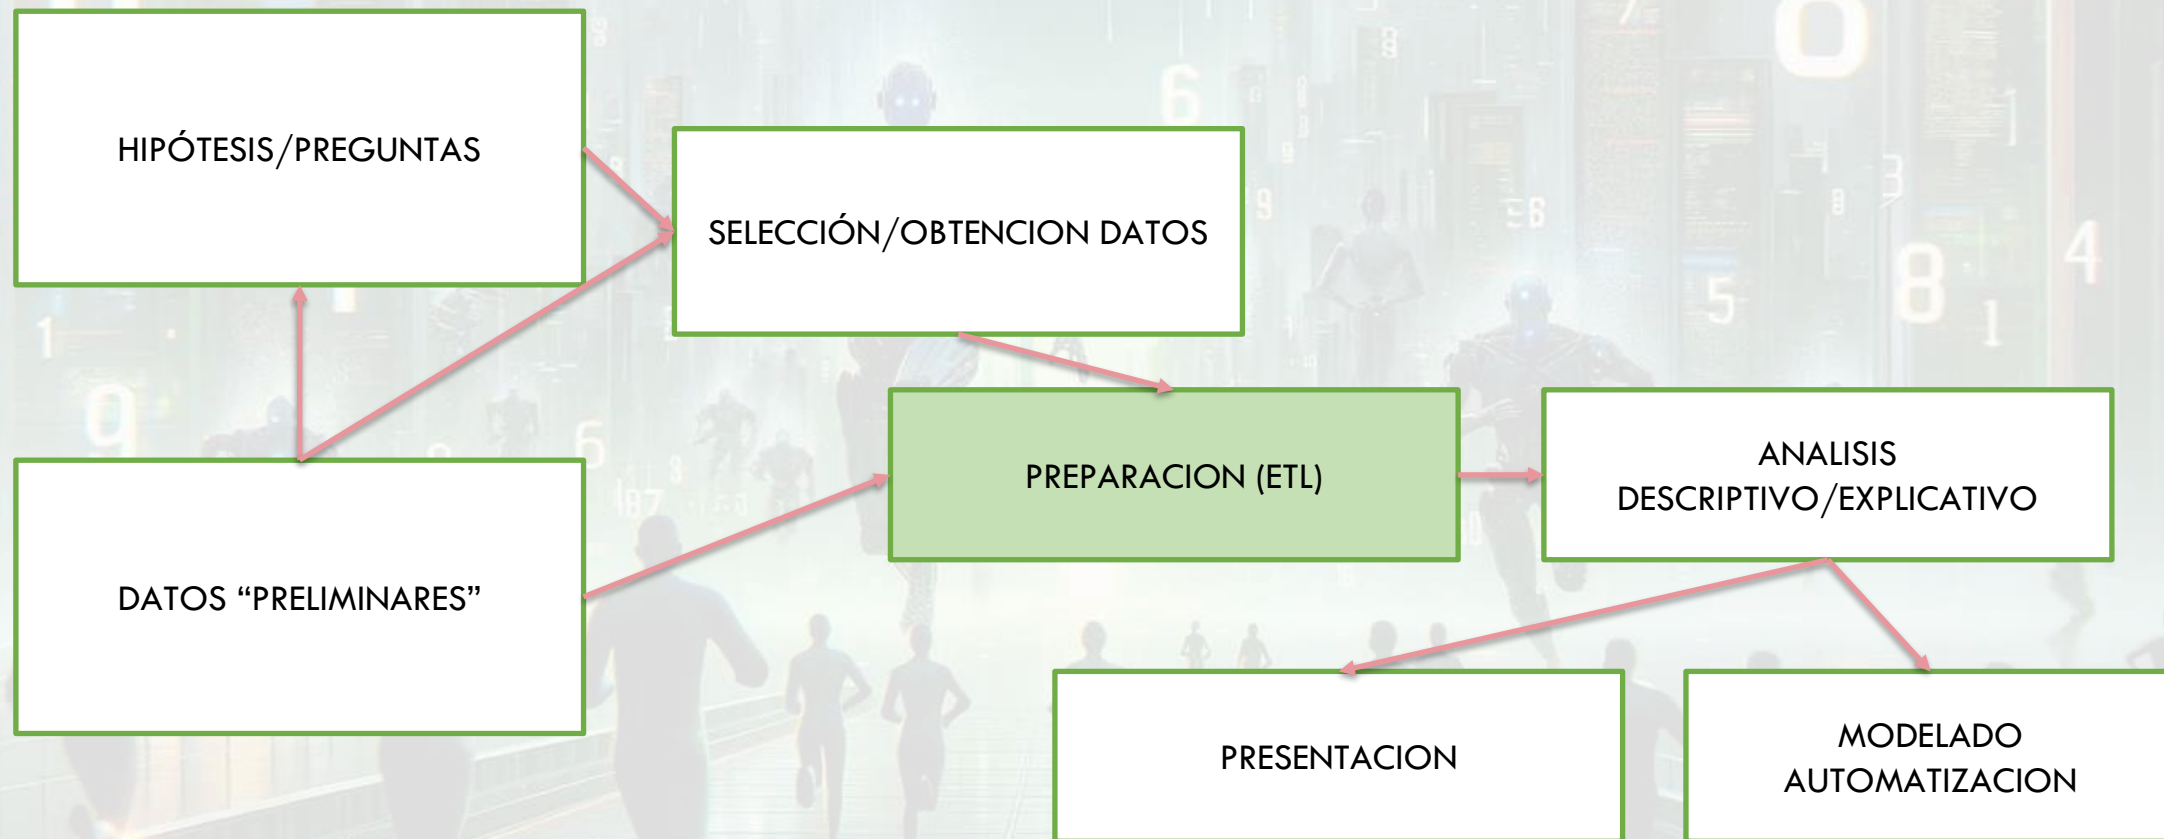 HIPÓTESIS/PREGUNTAS
SELECCIÓN/OBTENCION DATOS
PREPARACION (ETL)
ANALISIS
DESCRIPTIVO/EXPLICATIVO
DATOS “PRELIMINARES”
PRESENTACION
MODELADO
AUTOMATIZACION